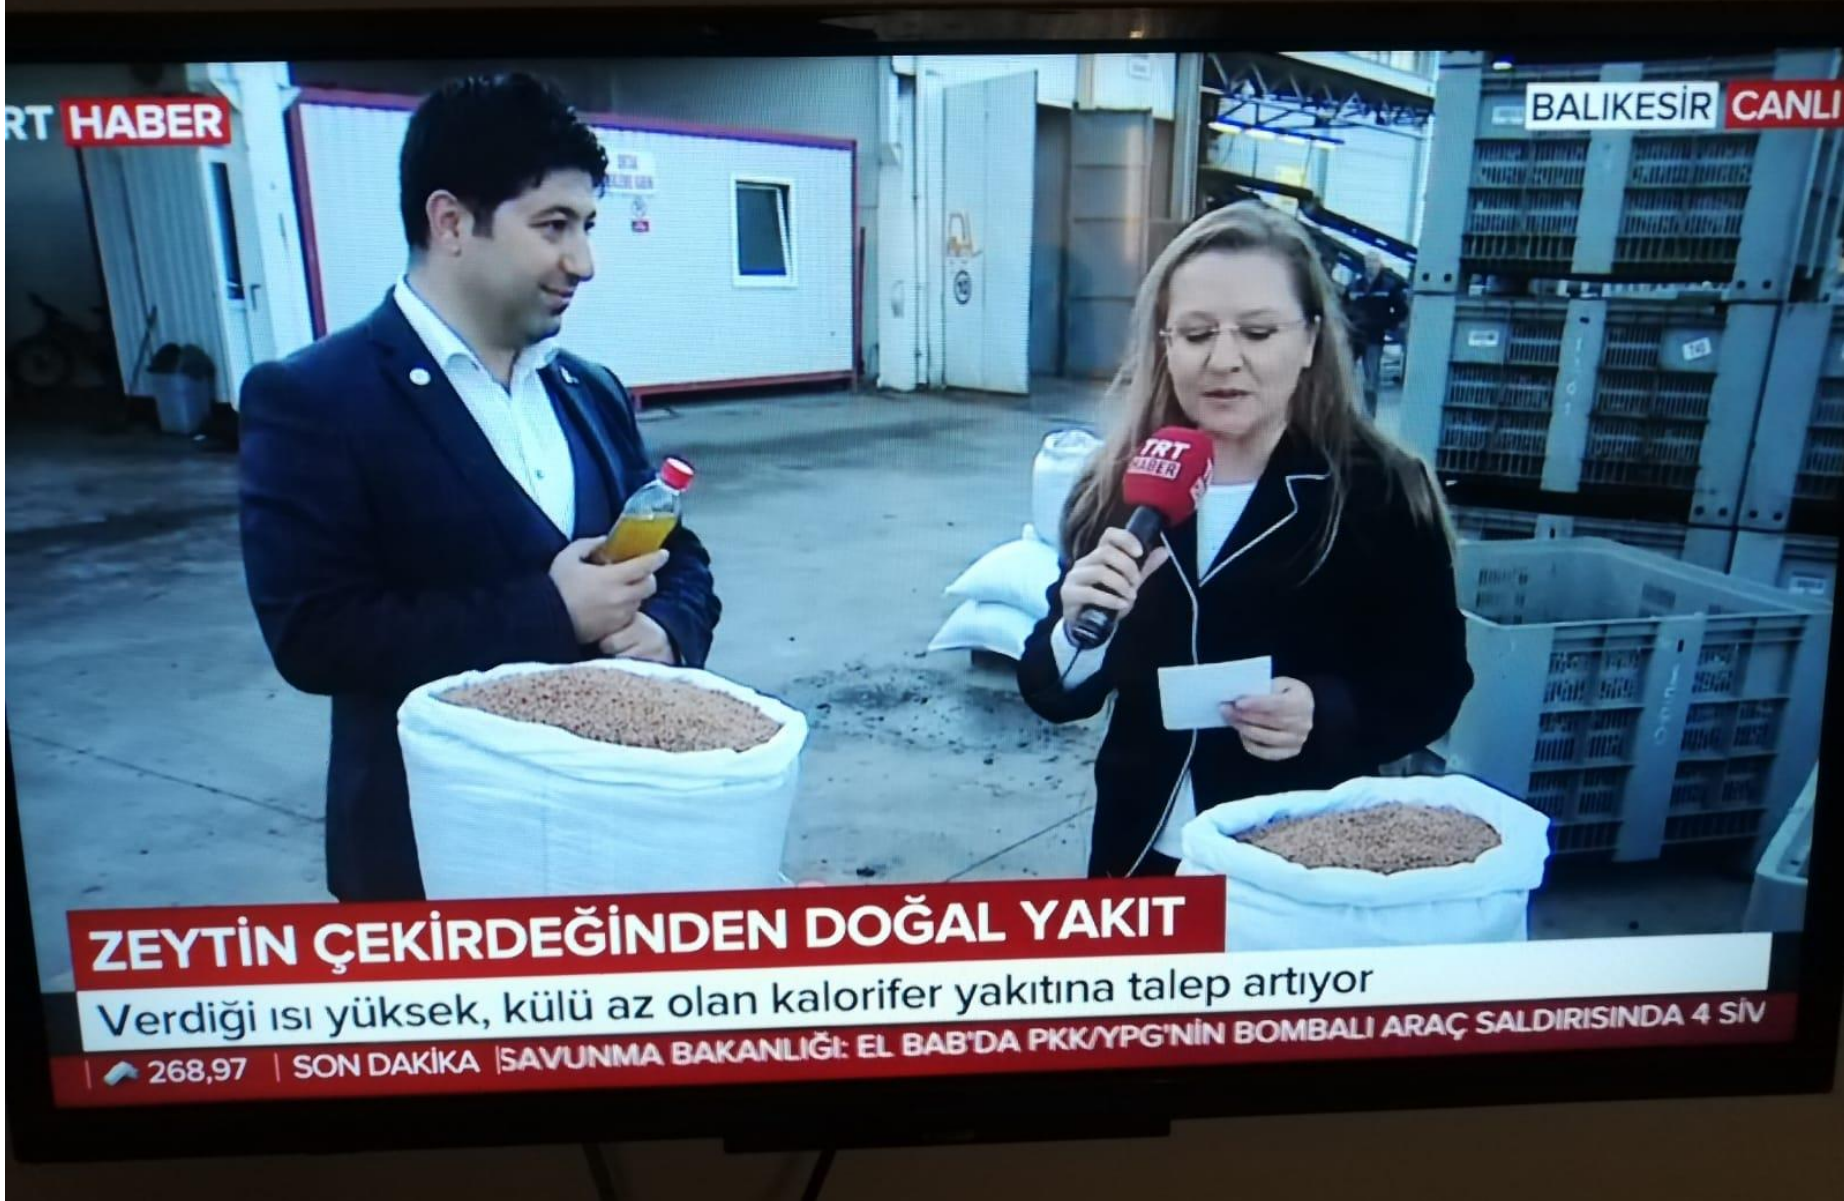 RT HABER
BALIKESİR CANLI
TRT
HABER
ZEYTİN ÇEKİRDEĞİNDEN DOĞAL YAKIT
Verdiği ısı yüksek, külü az olan kalorifer yakıtına talep artıyor
268,97 | SON DAKİKA | SAVUNMA BAKANLIĞI: EL BAB'DA PKK/YPG'NİN BOMBALI ARAÇ SALDIRISINDA 4 SİV